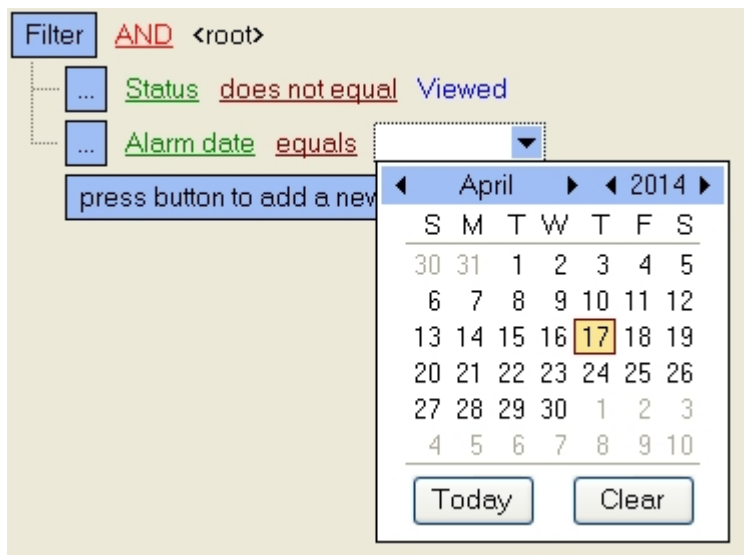 Filter AND <root>
... Status does not equal Viewed
... Alarm date equals
press button to add a new
April 2014
S M T W T F S
30 31 1 2 3 4 5
6 7 8 9 10 11 12
13 14 15 16 17 18 19
20 21 22 23 24 25 26
27 28 29 30 1 2 3
4 5 6 7 8 9 10
Today Clear